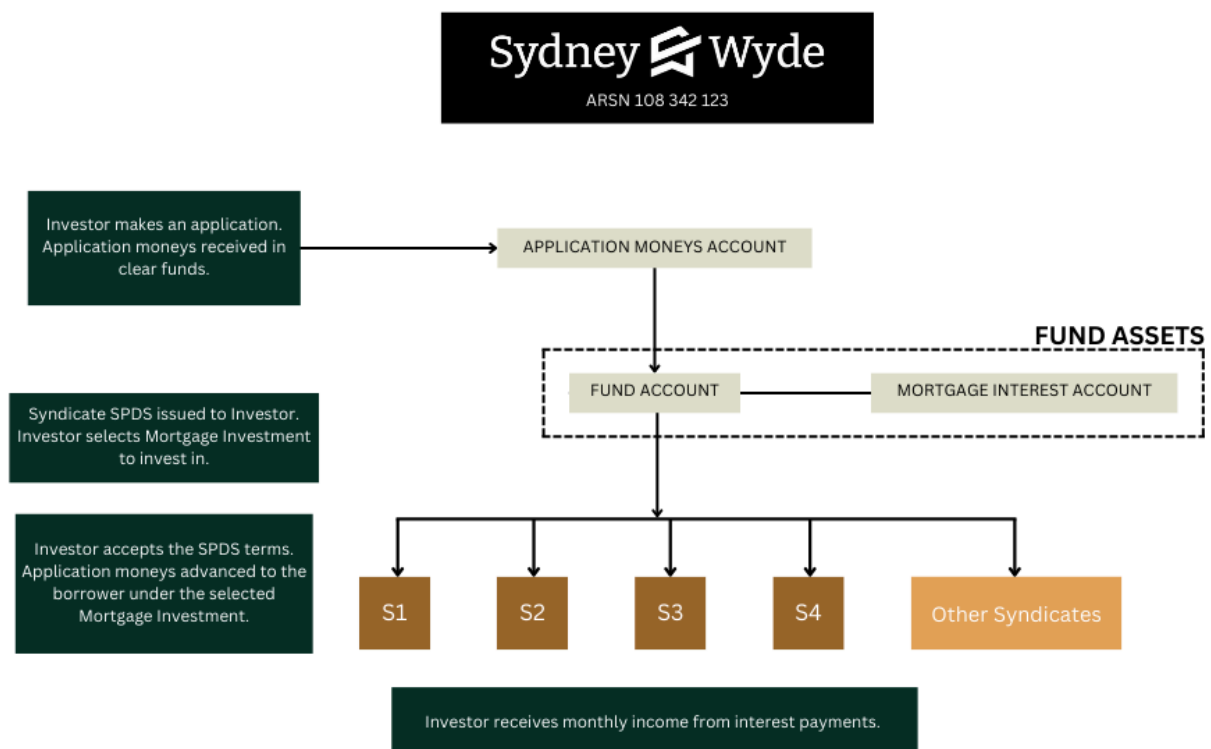 Sydney Wyde
ARSN 108 342 123
Investor makes an application.
Application moneys received in
clear funds.
APPLICATION MONEYS ACCOUNT
FUND ASSETS
FUND ACCOUNT
MORTGAGE INTEREST ACCOUNT
Syndicate SPDS issued to Investor.
Investor selects Mortgage Investment
to invest in.
Investor accepts the SPDS terms.
Application moneys advanced to the
borrower under the selected
Mortgage Investment.
S1
S2
S3
S4
Other Syndicates
Investor receives monthly income from interest payments.